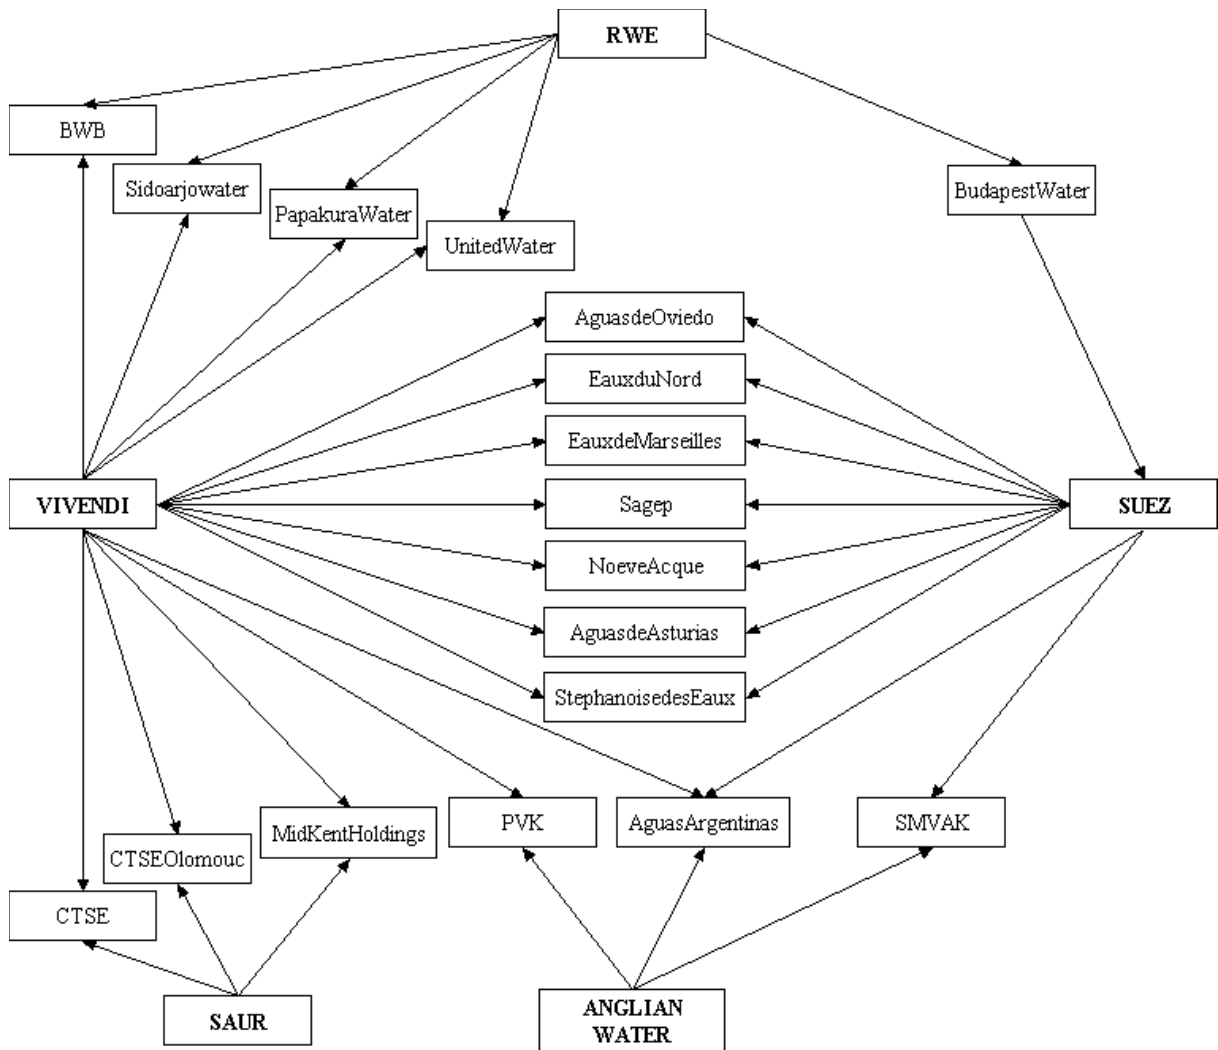 RWE
BWB
Sidoarjowater
PapakuraWater
UnitedWater
BudapestWater
AguasdeOviedo
EauxduNord
EauxdeMarseilles
VIVENDI
Sagep
SUEZ
NoeveAcque
AguasdeAsturias
StephanoisedesEaux
MidKentHoldings
PVK
AguasArgentinas
SMVAK
CTSEOlomouc
CTSE
SAUR
ANGLIAN
WATER